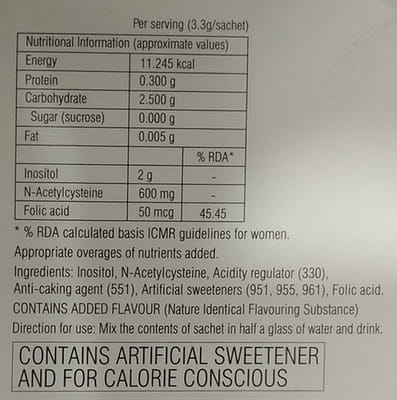 Per serving (3.3g/sachet)
Nutritional Information (approximate values)
Energy 11.245 kcal
Protein 0.300 g
Carbohydrate 2.500 g
Sugar (sucrose) 0.000 g
Fat 0.005 g
% RDA*
Inositol 2 g -
N-Acetylcysteine 600 mg -
Folic acid 50 mcg 45.45
* % RDA calculated basis ICMR guidelines for women.
Appropriate overages of nutrients added.
Ingredients: Inositol, N-Acetylcysteine, Acidity regulator (330),
Anti-caking agent (551), Artificial sweeteners (951, 955, 961), Folic acid.
CONTAINS ADDED FLAVOUR (Nature Identical Flavouring Substance)
Direction for use: Mix the contents of sachet in half a glass of water and drink.
CONTAINS ARTIFICIAL SWEETENER
AND FOR CALORIE CONSCIOUS